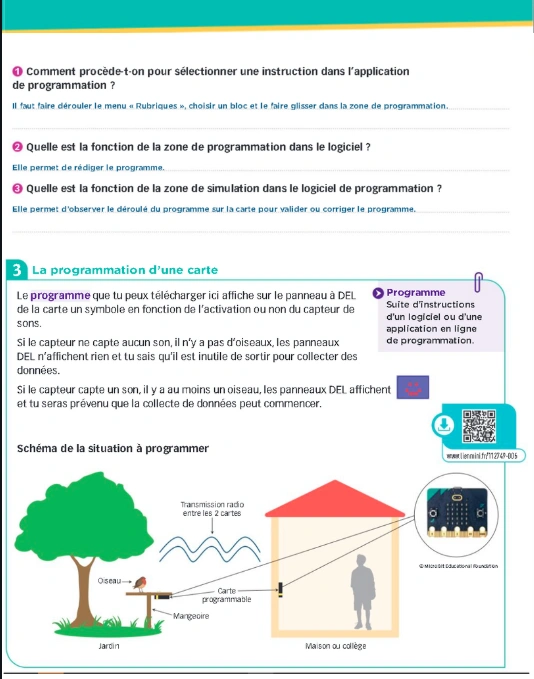 1 Comment procède-t-on pour sélectionner une instruction dans l'application
de programmation ?
Il faut faire dérouler le menu « Rubriques », choisir un bloc et le faire glisser dans la zone de programmation.
2 Quelle est la fonction de la zone de programmation dans le logiciel ?
Elle permet de rédiger le programme.
3 Quelle est la fonction de la zone de simulation dans le logiciel de programmation ?
Elle permet d'observer le déroulé du programme sur la carte pour valider ou corriger le programme.
3 La programmation d'une carte
Le programme que tu peux télécharger ici affiche sur le panneau à DEL
de la carte un symbole en fonction de l'activation ou non du capteur de
sons.
Si le capteur ne capte aucun son, il n'y a pas d'oiseaux, les panneaux
DEL n'affichent rien et tu sais qu'il est inutile de sortir pour collecter des
données.
Si le capteur capte un son, il y a au moins un oiseau, les panneaux DEL affichent
et tu seras prévenu que la collecte de données peut commencer.
Programme
Suite d'instructions
d'un logiciel ou d'une
application en ligne
de programmation.
www.lienmini.fr/112749-006
Schéma de la situation à programmer
Transmission radio
entre les 2 cartes
Oiseau
Carte
programmable
Mangeoire
Jardin
Maison ou collège
© Micro:bit Educational Foundation